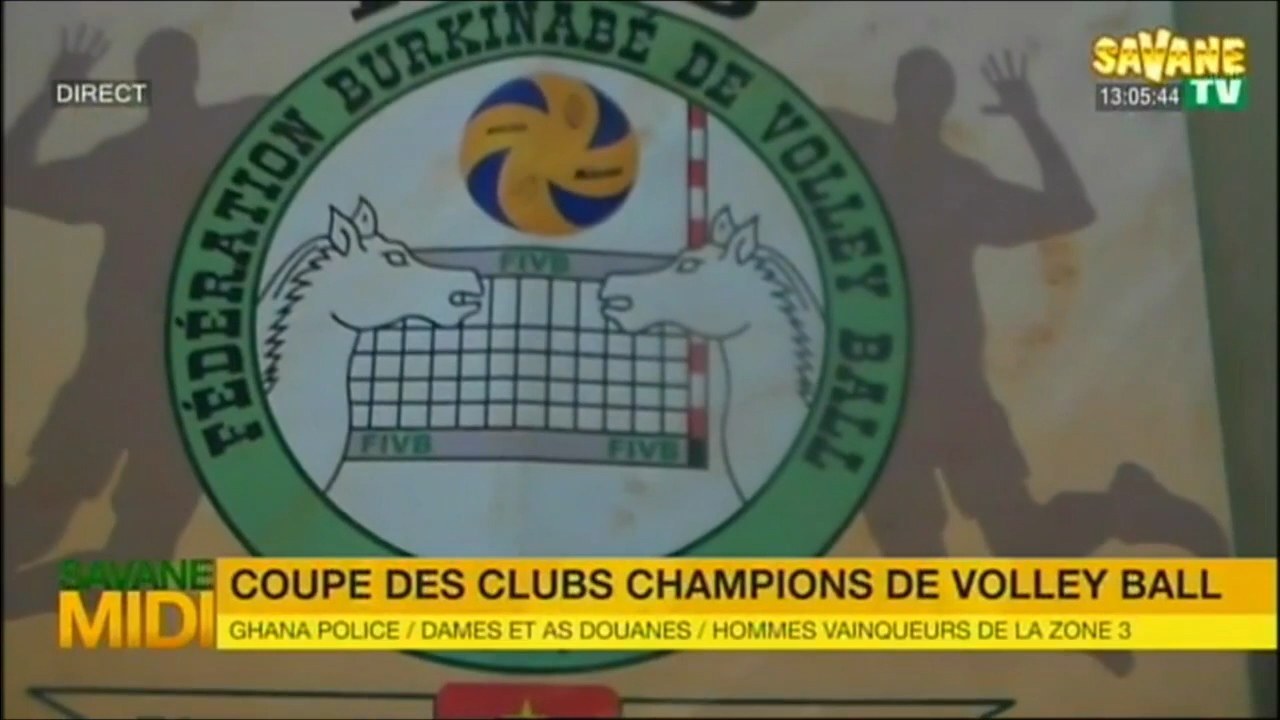 SAVANE
TV
13:05:44
DIRECT
FÉDÉRATION BURKINABÉ DE VOLLEY BALL
FIVB
FIVB
FIVB
SAVANE
MIDI
COUPE DES CLUBS CHAMPIONS DE VOLLEY BALL
GHANA POLICE / DAMES ET AS DOUANES / HOMMES VAINQUEURS DE LA ZONE 3